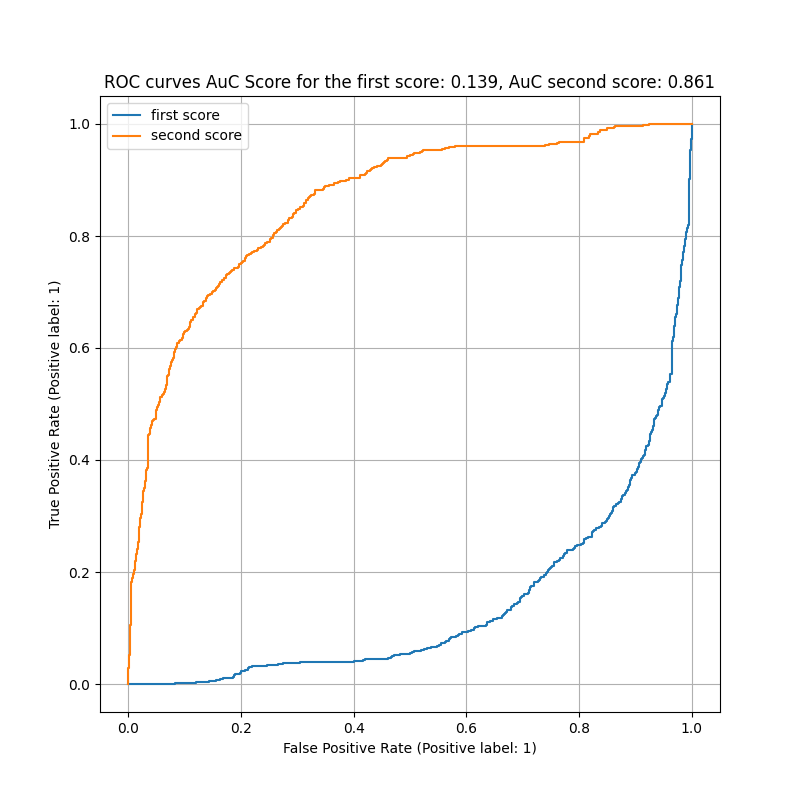 ROC curves AuC Score for the first score: 0.139, AuC second score: 0.861
first score
second score
1.0
0.8
0.6
0.4
0.2
0.0
True Positive Rate (Positive label: 1)
0.0 0.2 0.4 0.6 0.8 1.0
False Positive Rate (Positive label: 1)